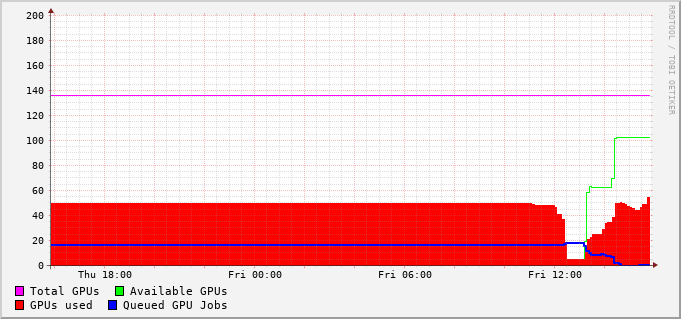 200
180
160
140
120
100
80
60
40
20
0
Thu 18:00 Fri 00:00 Fri 06:00 Fri 12:00
Total GPUs Available GPUs
GPUs used Queued GPU Jobs
RRDTOOL / TOBI OETIKER